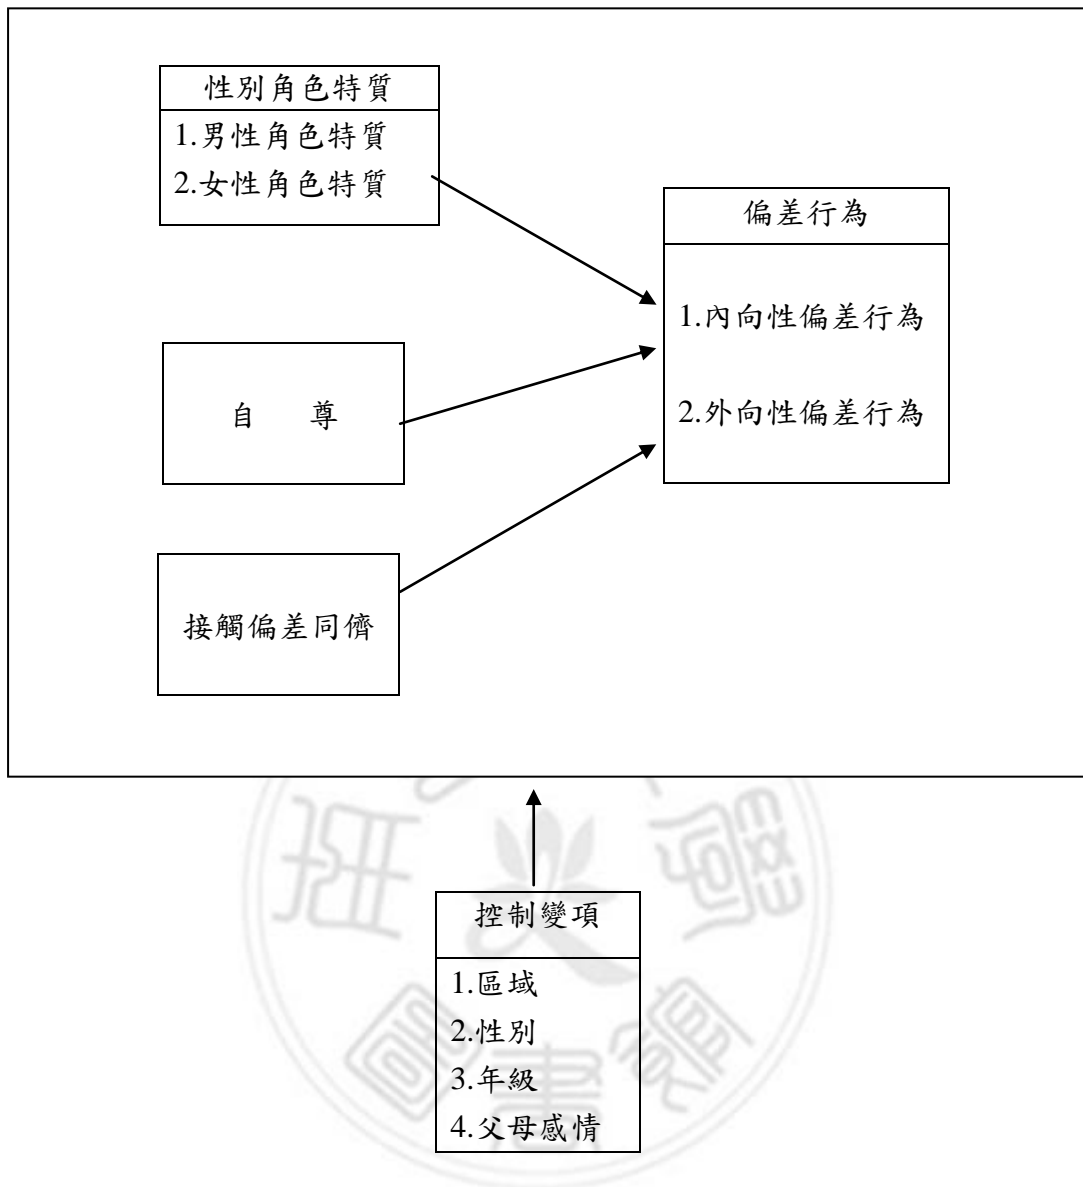 性別角色特質
1.男性角色特質
2.女性角色特質
偏差行為
1.內向性偏差行為
2.外向性偏差行為
自 尊
接觸偏差同儕
控制變項
1.區域
2.性別
3.年級
4.父母感情